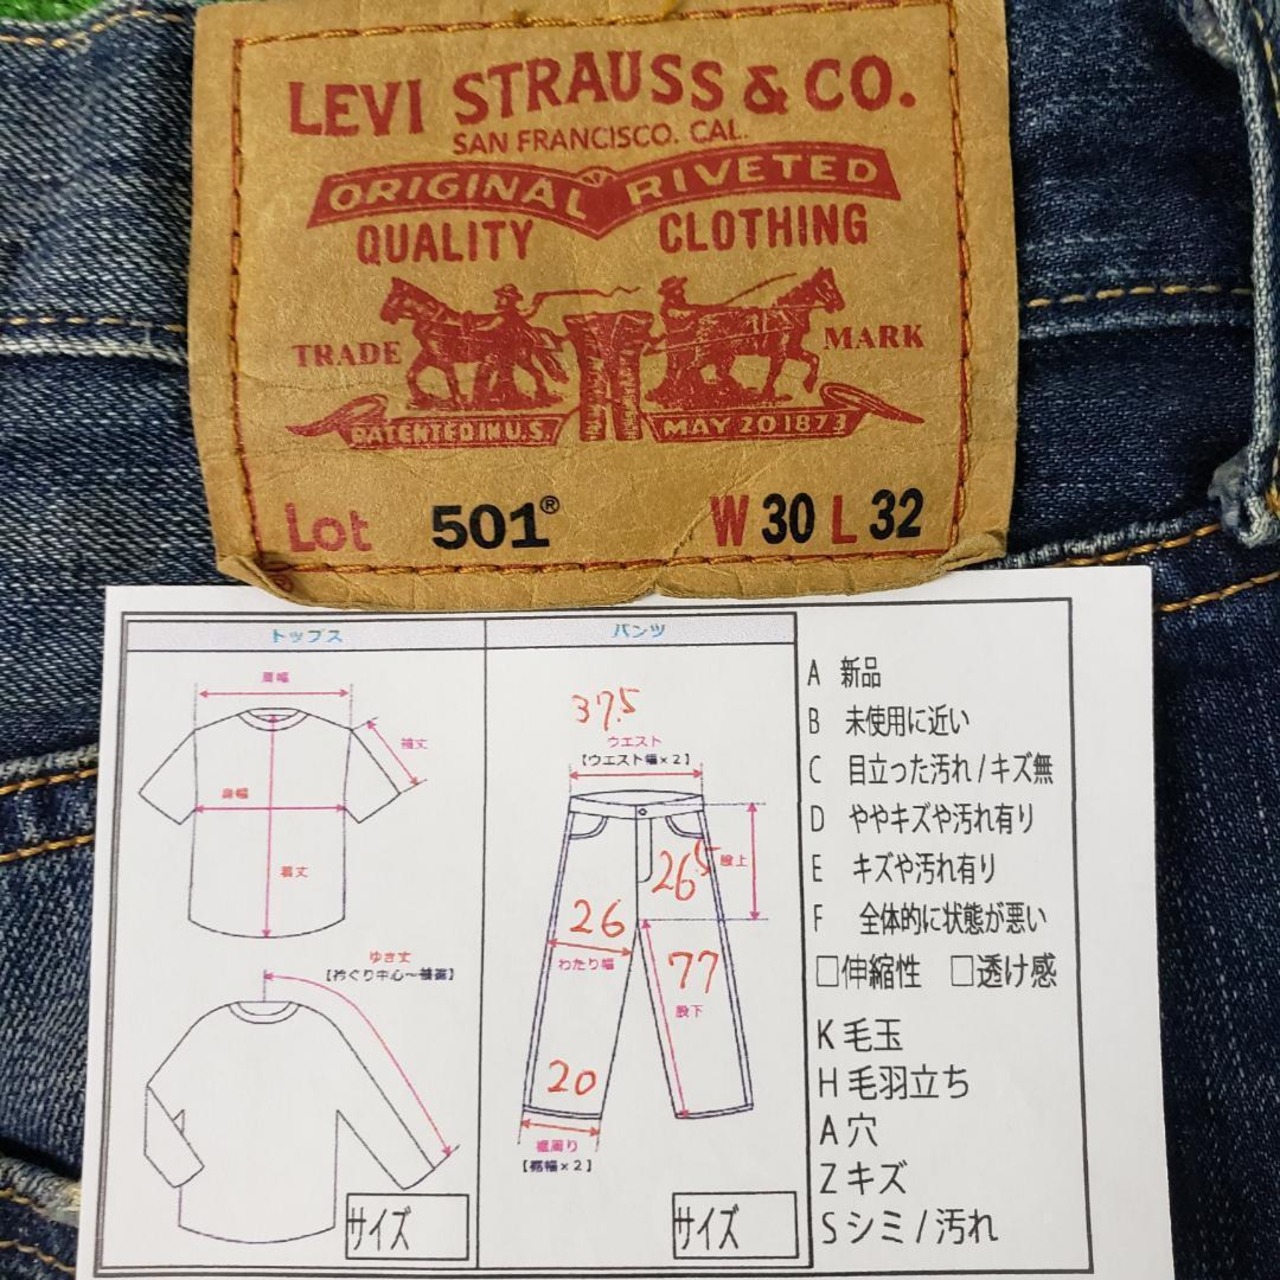 LEVI STRAUSS & CO.
SAN FRANCISCO. CAL.
ORIGINAL RIVETED
QUALITY CLOTHING
TRADE MARK
PATENTED IN U.S. MAY 20 1873
Lot 501® W 30 L 32
®
トップス
肩幅
袖丈
身幅
着丈
ゆき丈
【衿ぐり中心～袖裾】
サイズ
パンツ
37.5
ウエスト
【ウエスト幅×2】
26.5
股上
26
わたり幅
77
股下
20
裾周り
【裾幅×2】
サイズ
A 新品
B 未使用に近い
C 目立った汚れ/キズ無
D ややキズや汚れ有り
E キズや汚れ有り
F 全体的に状態が悪い
□伸縮性 □透け感
K毛玉
H毛羽立ち
A穴
Zキズ
Sシミ/汚れ